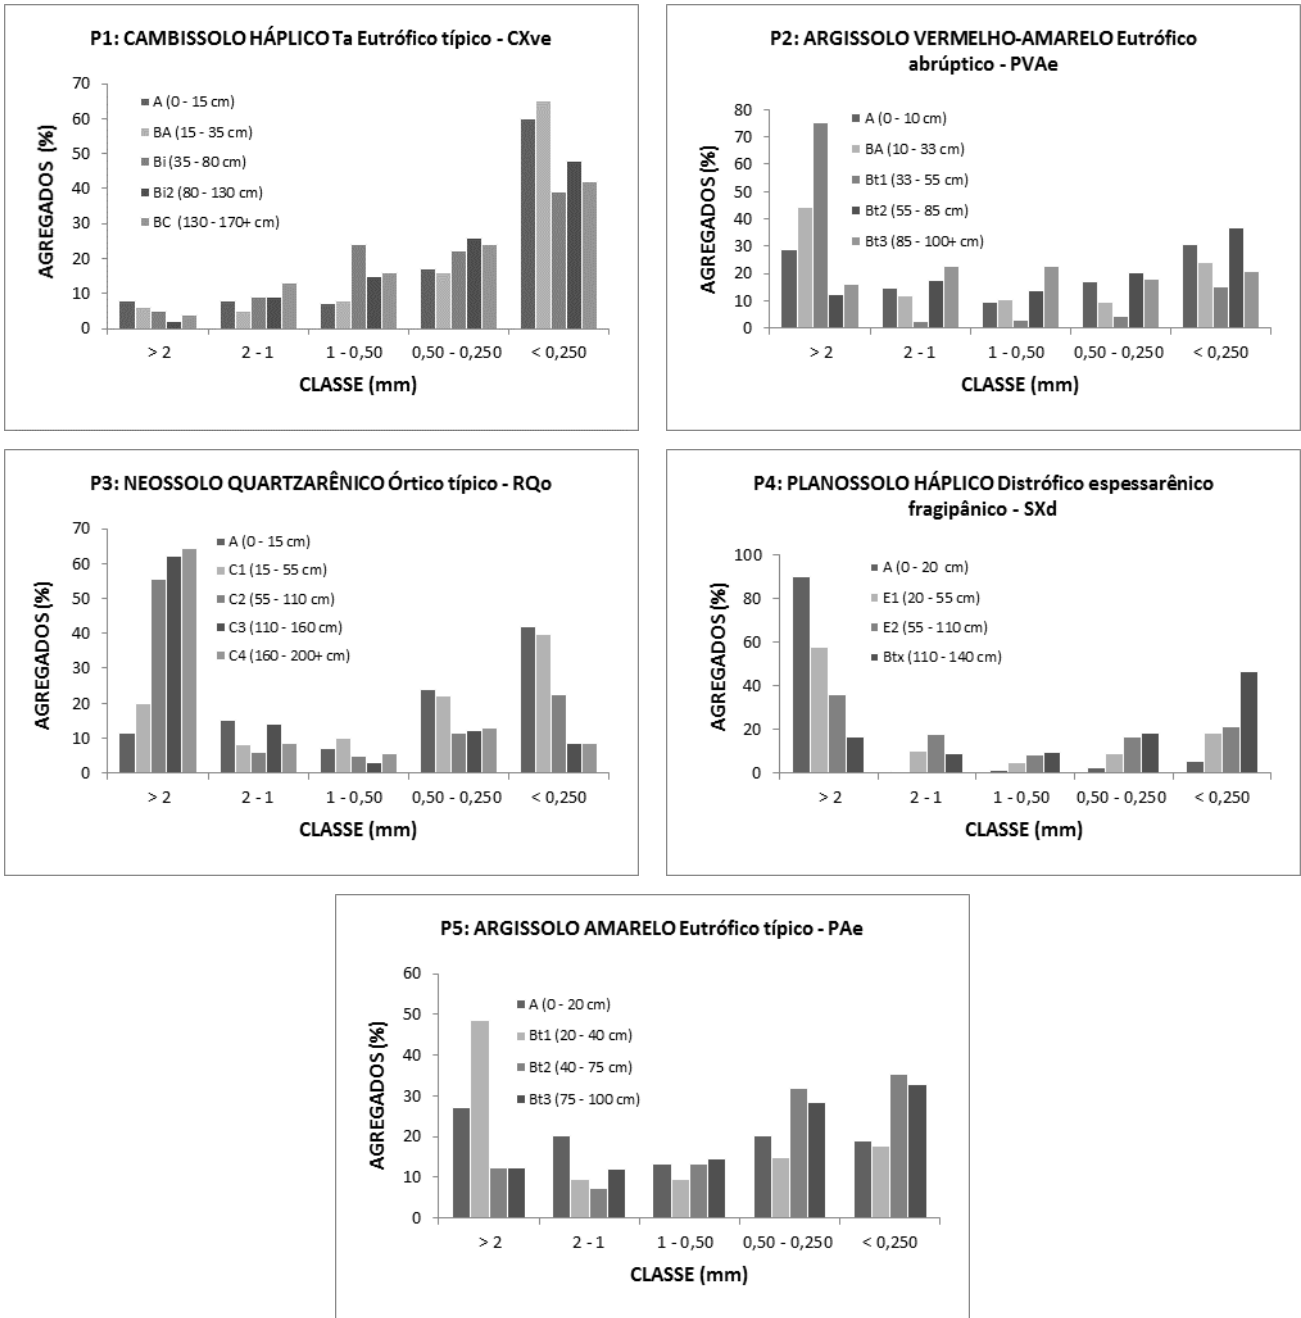 P1: CAMBISSOLO HÁPLICO Ta Eutrófico típico - CXve
AGREGADOS (%)
70
60
50
40
30
20
10
0
A (0 - 15 cm)
BA (15 - 35 cm)
Bi (35 - 80 cm)
Bi2 (80 - 130 cm)
BC (130 - 170+ cm)
> 2
2 - 1
1 - 0,50
0,50 - 0,250
< 0,250
CLASSE (mm)
P2: ARGISSOLO VERMELHO-AMARELO Eutrófico
abrúptico - PVAe
AGREGADOS (%)
80
70
60
50
40
30
20
10
0
A (0 - 10 cm)
BA (10 - 33 cm)
Bt1 (33 - 55 cm)
Bt2 (55 - 85 cm)
Bt3 (85 - 100+ cm)
> 2
2 - 1
1 - 0,50
0,50 - 0,250
< 0,250
CLASSE (mm)
P3: NEOSSOLO QUARTZARÊNICO Órtico típico - RQo
AGREGADOS (%)
70
60
50
40
30
20
10
0
A (0 - 15 cm)
C1 (15 - 55 cm)
C2 (55 - 110 cm)
C3 (110 - 160 cm)
C4 (160 - 200+ cm)
> 2
2 - 1
1 - 0,50
0,50 - 0,250
< 0,250
CLASSE (mm)
P4: PLANOSSOLO HÁPLICO Distrófico espessarênico
fragipânico - SXd
AGREGADOS (%)
100
80
60
40
20
0
A (0 - 20 cm)
E1 (20 - 55 cm)
E2 (55 - 110 cm)
Btx (110 - 140 cm)
> 2
2 - 1
1 - 0,50
0,50 - 0,250
< 0,250
CLASSE (mm)
P5: ARGISSOLO AMARELO Eutrófico típico - PAe
AGREGADOS (%)
60
50
40
30
20
10
0
A (0 - 20 cm)
Bt1 (20 - 40 cm)
Bt2 (40 - 75 cm)
Bt3 (75 - 100 cm)
> 2
2 - 1
1 - 0,50
0,50 - 0,250
< 0,250
CLASSE (mm)